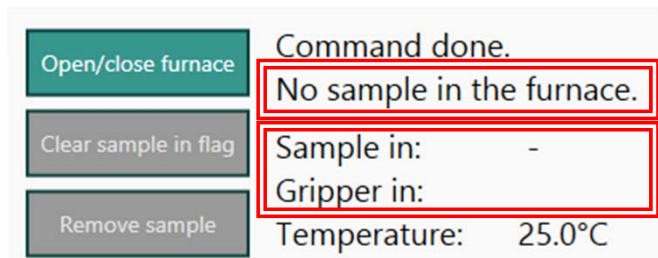 Open/close furnace
Command done.
No sample in the furnace.
Clear sample in flag
Sample in: -
Gripper in:
Remove sample
Temperature: 25.0°C